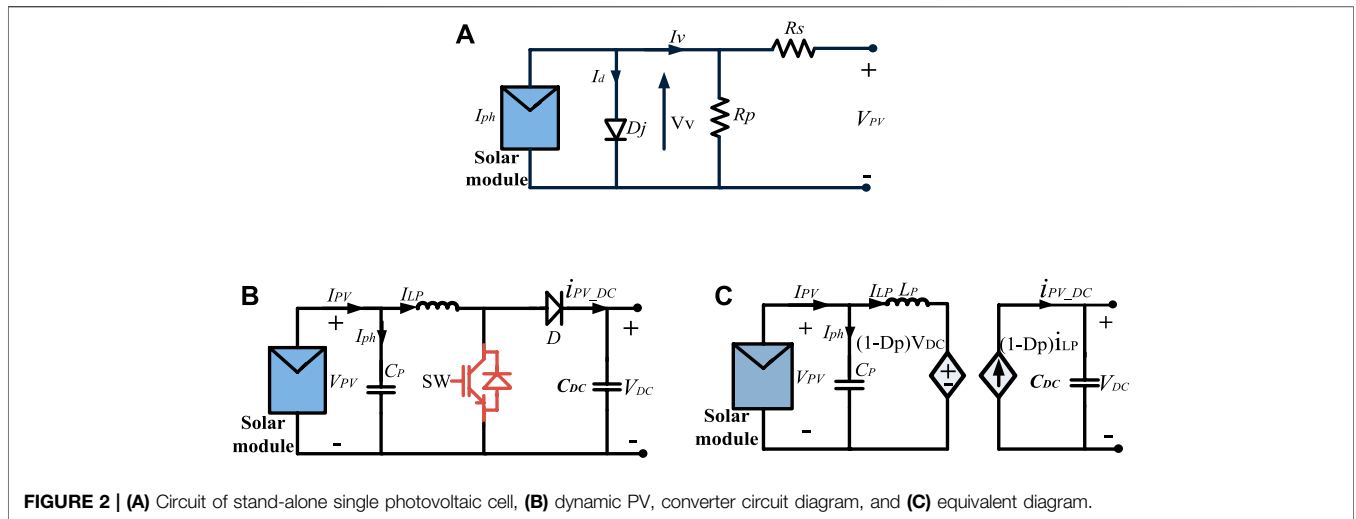 A
Iv
Rs
Id
+
Iph
Dj
Vv
Rp
VPV
Solar
module
-
B
IPV
ILP
iPV_DC
+
+
Iph
D
CP
SW
VPV
CDC
VDC
Solar
module
-
-
C
IPV
ILP LP
iPV_DC
+
+
Iph
(1-Dp)VDC
(1-Dp)iLP
+
-
VPV
CP
CDC
VDC
Solar
module
-
-
FIGURE 2 | (A) Circuit of stand-alone single photovoltaic cell, (B) dynamic PV, converter circuit diagram, and (C) equivalent diagram.